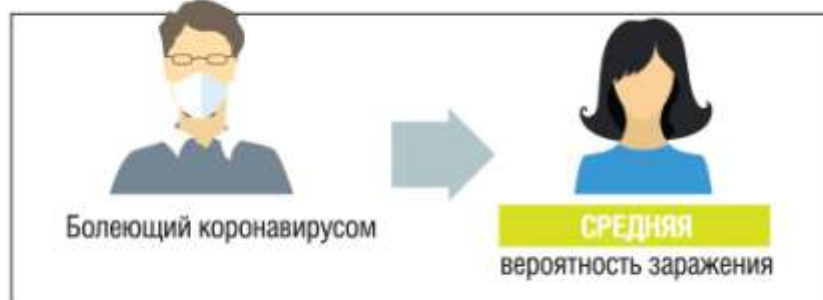 Болеющий коронавирусом
СРЕДНЯЯ
вероятность заражения